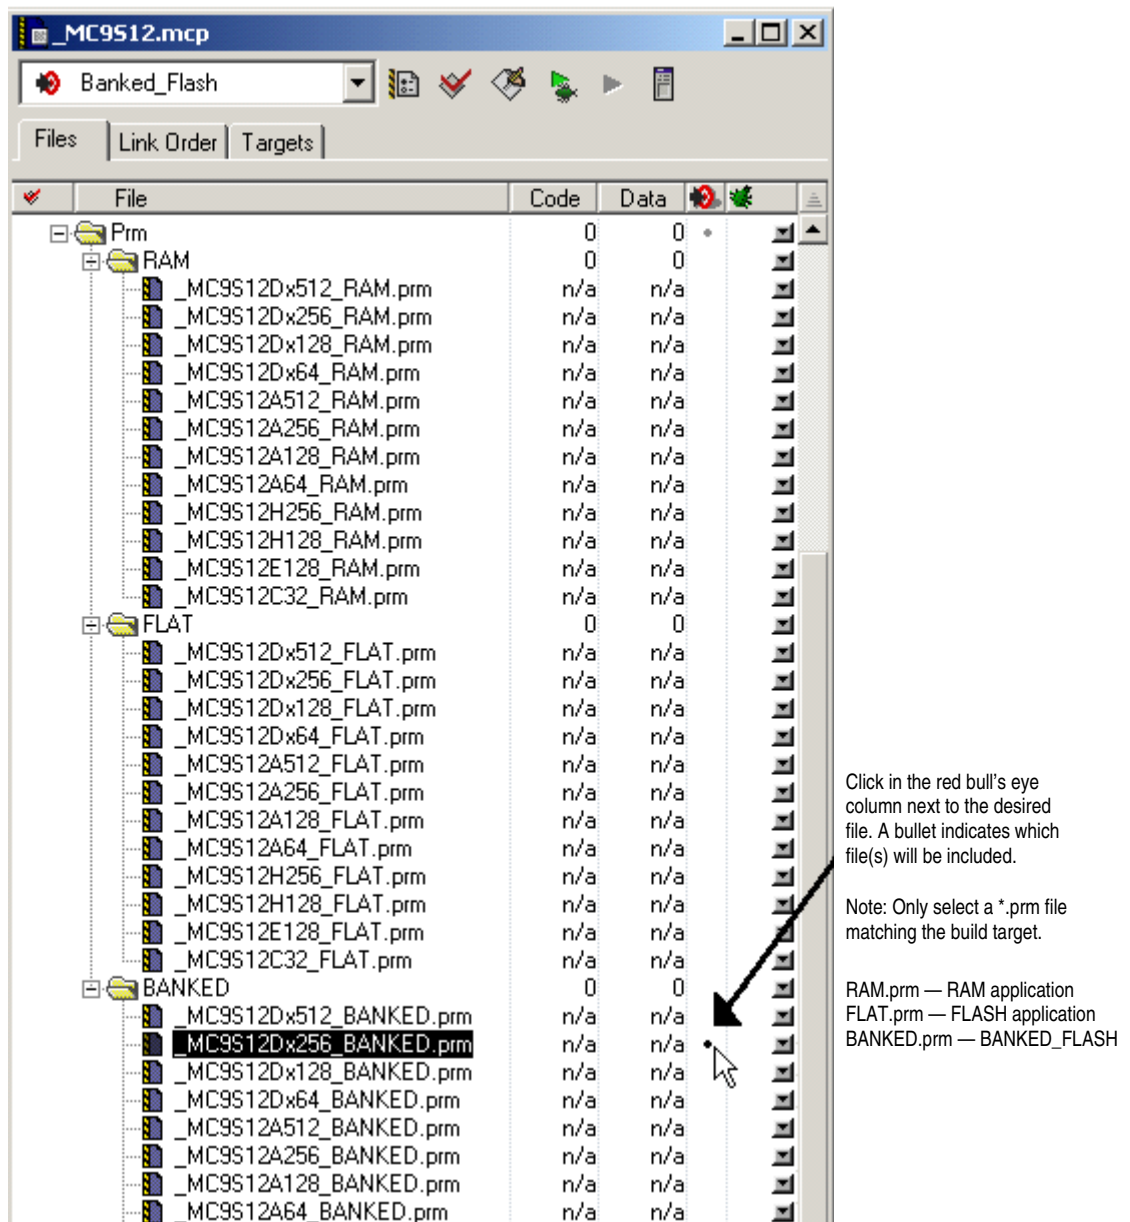 _MC9S12.mcp
Banked_Flash
Files Link Order Targets
File Code Data
Prm 0 0
RAM 0 0
_MC9S12Dx512_RAM.prm n/a n/a
_MC9S12Dx256_RAM.prm n/a n/a
_MC9S12Dx128_RAM.prm n/a n/a
_MC9S12Dx64_RAM.prm n/a n/a
_MC9S12A512_RAM.prm n/a n/a
_MC9S12A256_RAM.prm n/a n/a
_MC9S12A128_RAM.prm n/a n/a
_MC9S12A64_RAM.prm n/a n/a
_MC9S12H256_RAM.prm n/a n/a
_MC9S12H128_RAM.prm n/a n/a
_MC9S12E128_RAM.prm n/a n/a
_MC9S12C32_RAM.prm n/a n/a
FLAT 0 0
_MC9S12Dx512_FLAT.prm n/a n/a
_MC9S12Dx256_FLAT.prm n/a n/a
_MC9S12Dx128_FLAT.prm n/a n/a
_MC9S12Dx64_FLAT.prm n/a n/a
_MC9S12A512_FLAT.prm n/a n/a
_MC9S12A256_FLAT.prm n/a n/a
_MC9S12A128_FLAT.prm n/a n/a
_MC9S12A64_FLAT.prm n/a n/a
_MC9S12H256_FLAT.prm n/a n/a
_MC9S12H128_FLAT.prm n/a n/a
_MC9S12E128_FLAT.prm n/a n/a
_MC9S12C32_FLAT.prm n/a n/a
BANKED 0 0
_MC9S12Dx512_BANKED.prm n/a n/a
_MC9S12Dx256_BANKED.prm n/a n/a
_MC9S12Dx128_BANKED.prm n/a n/a
_MC9S12Dx64_BANKED.prm n/a n/a
_MC9S12A512_BANKED.prm n/a n/a
_MC9S12A256_BANKED.prm n/a n/a
_MC9S12A128_BANKED.prm n/a n/a
_MC9S12A64_BANKED.prm n/a n/a
Click in the red bull's eye
column next to the desired
file. A bullet indicates which
file(s) will be included.
Note: Only select a *.prm file
matching the build target.
RAM.prm — RAM application
FLAT.prm — FLASH application
BANKED.prm — BANKED_FLASH